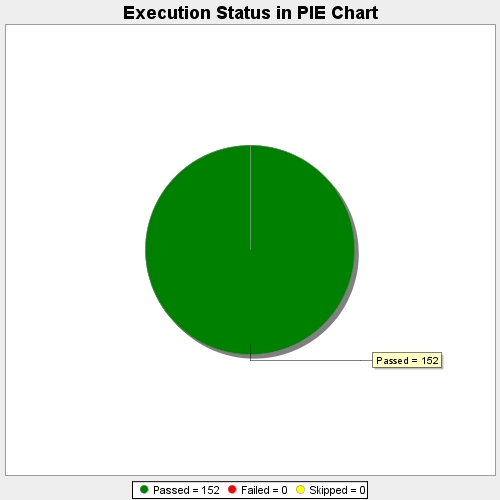 Execution Status in PIE Chart
Passed = 152
Passed = 152 Failed = 0 Skipped = 0